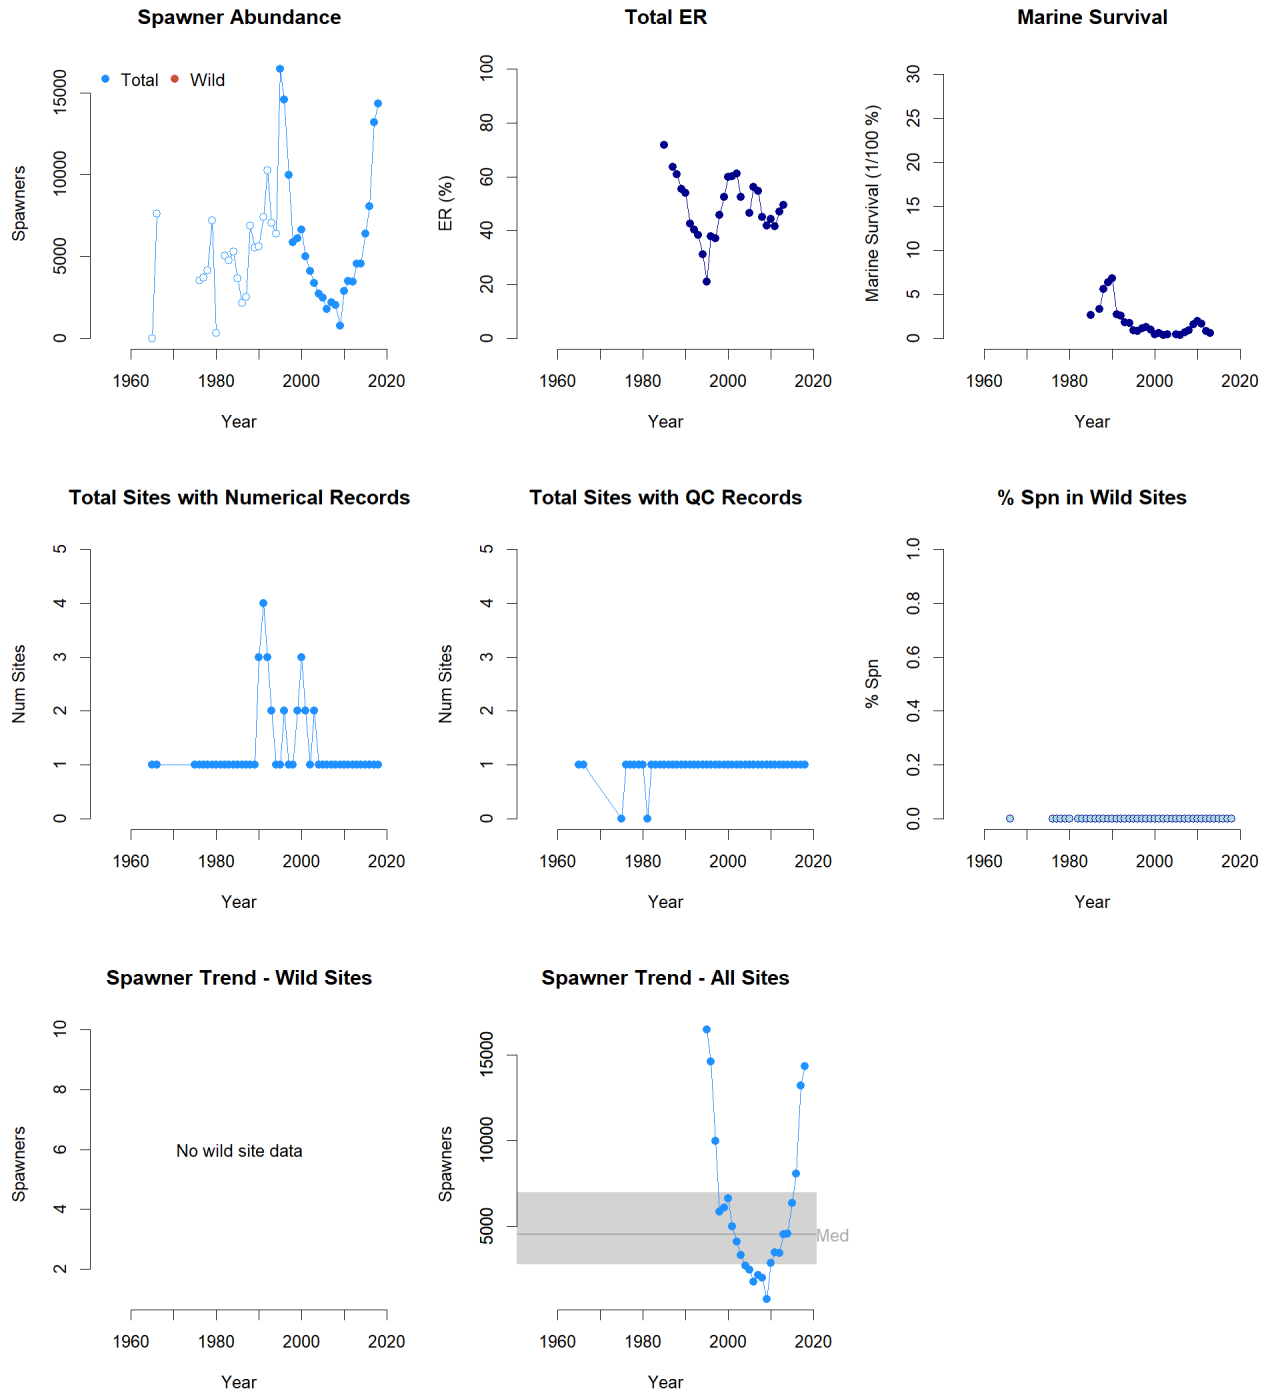 Spawner Abundance
Total Wild
Spawners
0 5000 10000 15000
1960 1980 2000 2020
Year
Total ER
ER (%)
0 20 40 60 80 100
1960 1980 2000 2020
Year
Marine Survival
Marine Survival (1/100 %)
0 5 10 15 20 25 30
1960 1980 2000 2020
Year
Total Sites with Numerical Records
Num Sites
0 1 2 3 4 5
1960 1980 2000 2020
Year
Total Sites with QC Records
Num Sites
0 1 2 3 4 5
1960 1980 2000 2020
Year
% Spn in Wild Sites
% Spn
0.0 0.2 0.4 0.6 0.8 1.0
1960 1980 2000 2020
Year
Spawner Trend - Wild Sites
Spawners
2 4 6 8 10
No wild site data
1960 1980 2000 2020
Year
Spawner Trend - All Sites
Spawners
5000 10000 15000
Med
1960 1980 2000 2020
Year